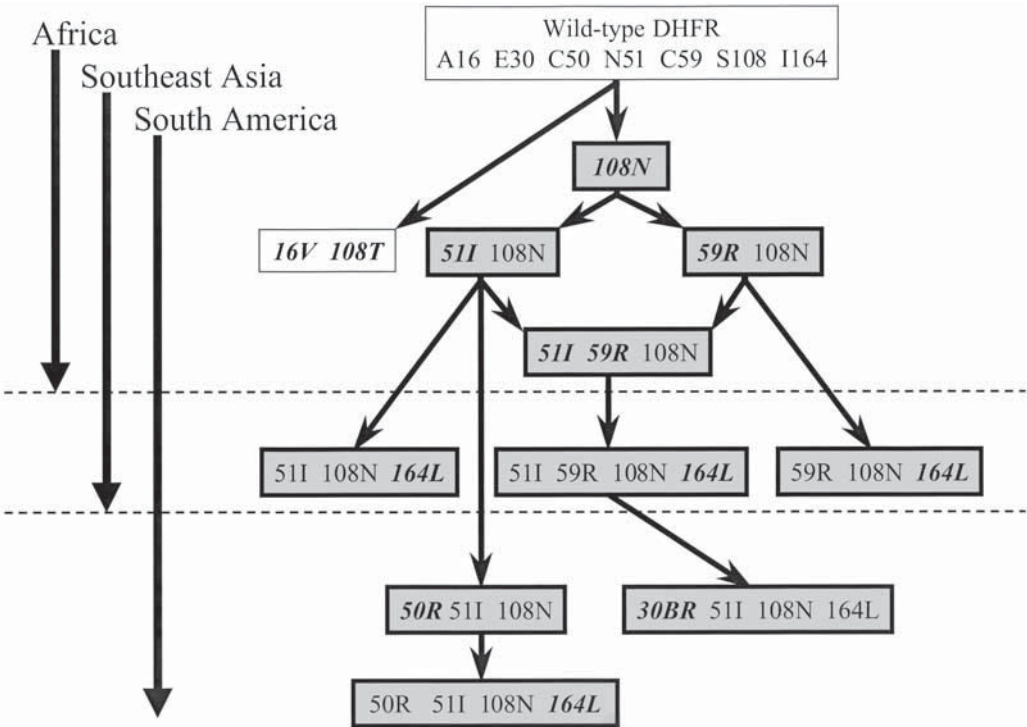 Africa
Southeast Asia
South America
Wild-type DHFR
A16 E30 C50 N51 C59 S108 I164
108N
16V 108T
51I 108N
59R 108N
51I 59R 108N
51I 108N 164L
51I 59R 108N 164L
59R 108N 164L
50R 51I 108N
30BR 51I 108N 164L
50R 51I 108N 164L